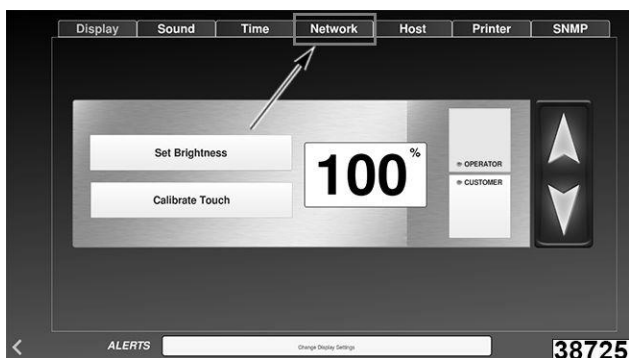 Display Sound Time Network Host Printer SNMP
Set Brightness
100 %
OPERATOR
CUSTOMER
Calibrate Touch
ALERTS Change Display Settings
38725